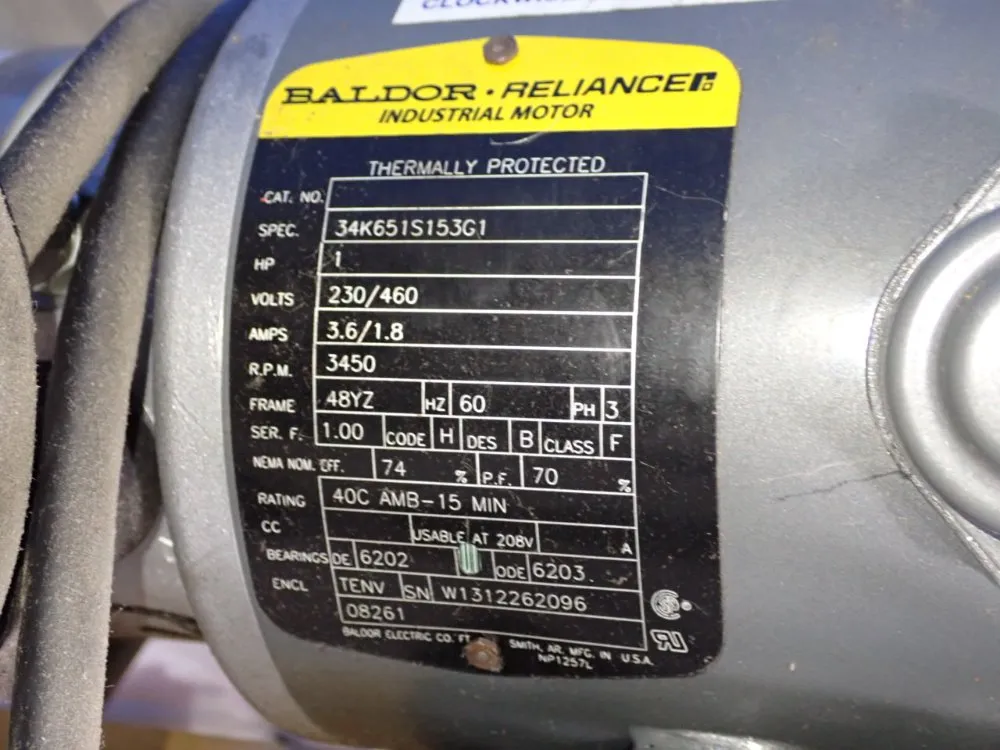 CLOCKWISE
BALDOR · RELIANCE
INDUSTRIAL MOTOR
THERMALLY PROTECTED
CAT. NO.
SPEC. 34K651S153G1
HP 1
VOLTS 230/460
AMPS 3.6/1.8
R.P.M. 3450
FRAME 48YZ HZ 60 PH 3
SER. F. 1.00 CODE H DES B CLASS F
NEMA NOM. EFF. 74 % P.F. 70 %
RATING 40C AMB-15 MIN
CC USABLE AT 208V A
BEARINGS DE 6202 ODE 6203
ENCL TENV SN W1312262096
08261
BALDOR ELECTRIC CO. FT. SMITH, AR. MFG. IN U.S.A.
NP1257L